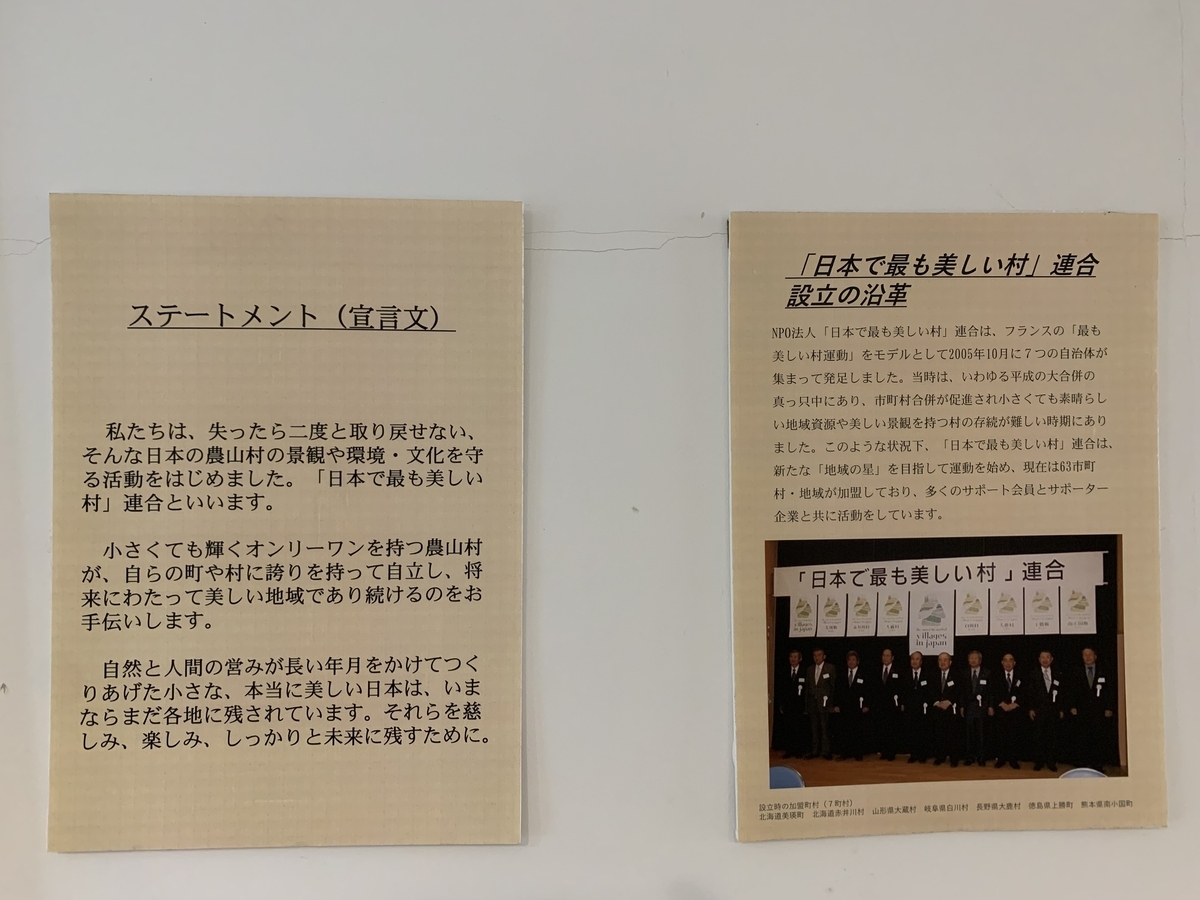 ステートメント（宣言文）
私たちは、失ったら二度と取り戻せない、
そんな日本の農山村の景観や環境・文化を守
る活動をはじめました。「日本で最も美しい
村」連合といいます。
小さくても輝くオンリーワンを持つ農山村
が、自らの町や村に誇りを持って自立し、将
来にわたって美しい地域であり続けるのをお
手伝いします。
自然と人間の営みが長い年月をかけてつく
りあげた小さな、本当に美しい日本は、いま
ならまだ各地に残されています。それらを慈
しみ、楽しみ、しっかりと未来に残すために。
「日本で最も美しい村」連合
設立の沿革
NPO法人「日本で最も美しい村」連合は、フランスの「最も
美しい村運動」をモデルとして2005年10月に７つの自治体が
集まって発足しました。当時は、いわゆる平成の大合併の
真っ只中にあり、市町村合併が促進され小さくても素晴らし
い地域資源や美しい景観を持つ村の存続が難しい時期にあり
ました。このような状況下、「日本で最も美しい村」連合は、
新たな「地域の星」を目指して運動を始め、現在は63市町
村・地域が加盟しており、多くのサポート会員とサポーター
企業と共に活動をしています。
「日本で最も美しい村」連合
villages
in japan
設立時の加盟町村（７町村）
北海道美瑛町　北海道赤井川村　山形県大蔵村　岐阜県白川村　長野県大鹿村　徳島県上勝町　熊本県南小国町